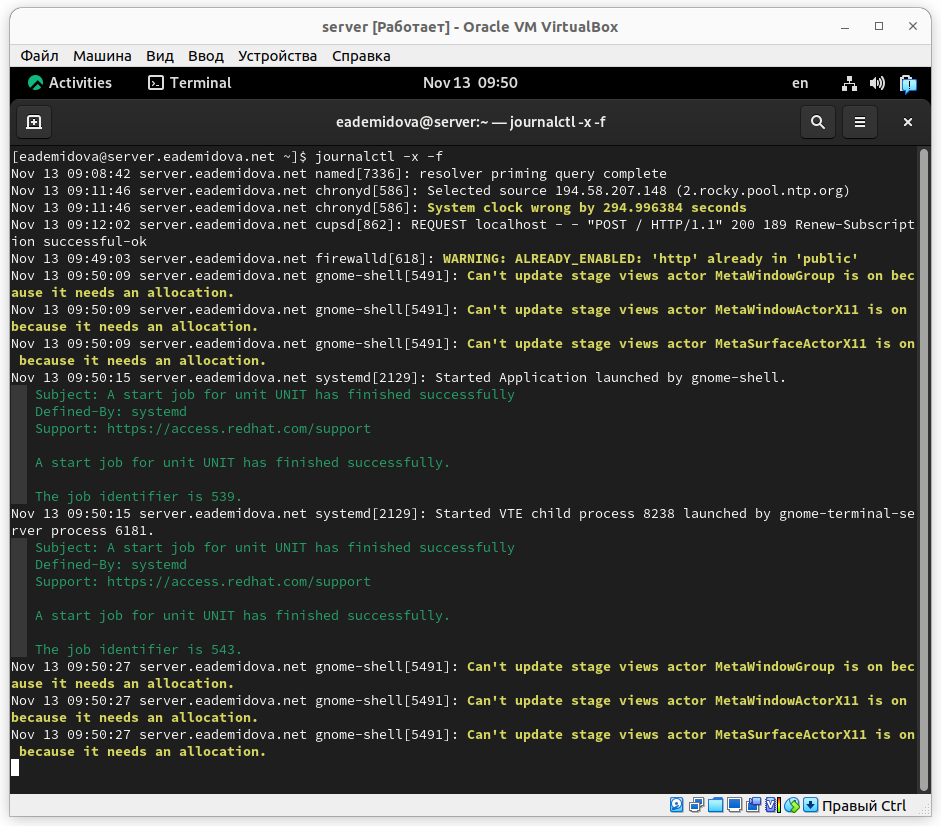 server [Работает] - Oracle VM VirtualBox
Файл Машина Вид Ввод Устройства Справка
Activities Terminal Nov 13 09:50 en
eademidova@server:~ — journalctl -x -f
[eademidova@server.eademidova.net ~]$ journalctl -x -f
Nov 13 09:08:42 server.eademidova.net named[7336]: resolver priming query complete
Nov 13 09:11:46 server.eademidova.net chronyd[586]: Selected source 194.58.207.148 (2.rocky.pool.ntp.org)
Nov 13 09:11:46 server.eademidova.net chronyd[586]: System clock wrong by 294.996384 seconds
Nov 13 09:12:02 server.eademidova.net cupsd[862]: REQUEST localhost - - "POST / HTTP/1.1" 200 189 Renew-Subscript
ion successful-ok
Nov 13 09:49:03 server.eademidova.net firewalld[618]: WARNING: ALREADY_ENABLED: 'http' already in 'public'
Nov 13 09:50:09 server.eademidova.net gnome-shell[5491]: Can't update stage views actor MetaWindowGroup is on bec
ause it needs an allocation.
Nov 13 09:50:09 server.eademidova.net gnome-shell[5491]: Can't update stage views actor MetaWindowActorX11 is on
because it needs an allocation.
Nov 13 09:50:09 server.eademidova.net gnome-shell[5491]: Can't update stage views actor MetaSurfaceActorX11 is on
because it needs an allocation.
Nov 13 09:50:15 server.eademidova.net systemd[2129]: Started Application launched by gnome-shell.
Subject: A start job for unit UNIT has finished successfully
Defined-By: systemd
Support: https://access.redhat.com/support
A start job for unit UNIT has finished successfully.
The job identifier is 539.
Nov 13 09:50:15 server.eademidova.net systemd[2129]: Started VTE child process 8238 launched by gnome-terminal-se
rver process 6181.
Subject: A start job for unit UNIT has finished successfully
Defined-By: systemd
Support: https://access.redhat.com/support
A start job for unit UNIT has finished successfully.
The job identifier is 543.
Nov 13 09:50:27 server.eademidova.net gnome-shell[5491]: Can't update stage views actor MetaWindowGroup is on bec
ause it needs an allocation.
Nov 13 09:50:27 server.eademidova.net gnome-shell[5491]: Can't update stage views actor MetaWindowActorX11 is on
because it needs an allocation.
Nov 13 09:50:27 server.eademidova.net gnome-shell[5491]: Can't update stage views actor MetaSurfaceActorX11 is on
because it needs an allocation.
Правый Ctrl